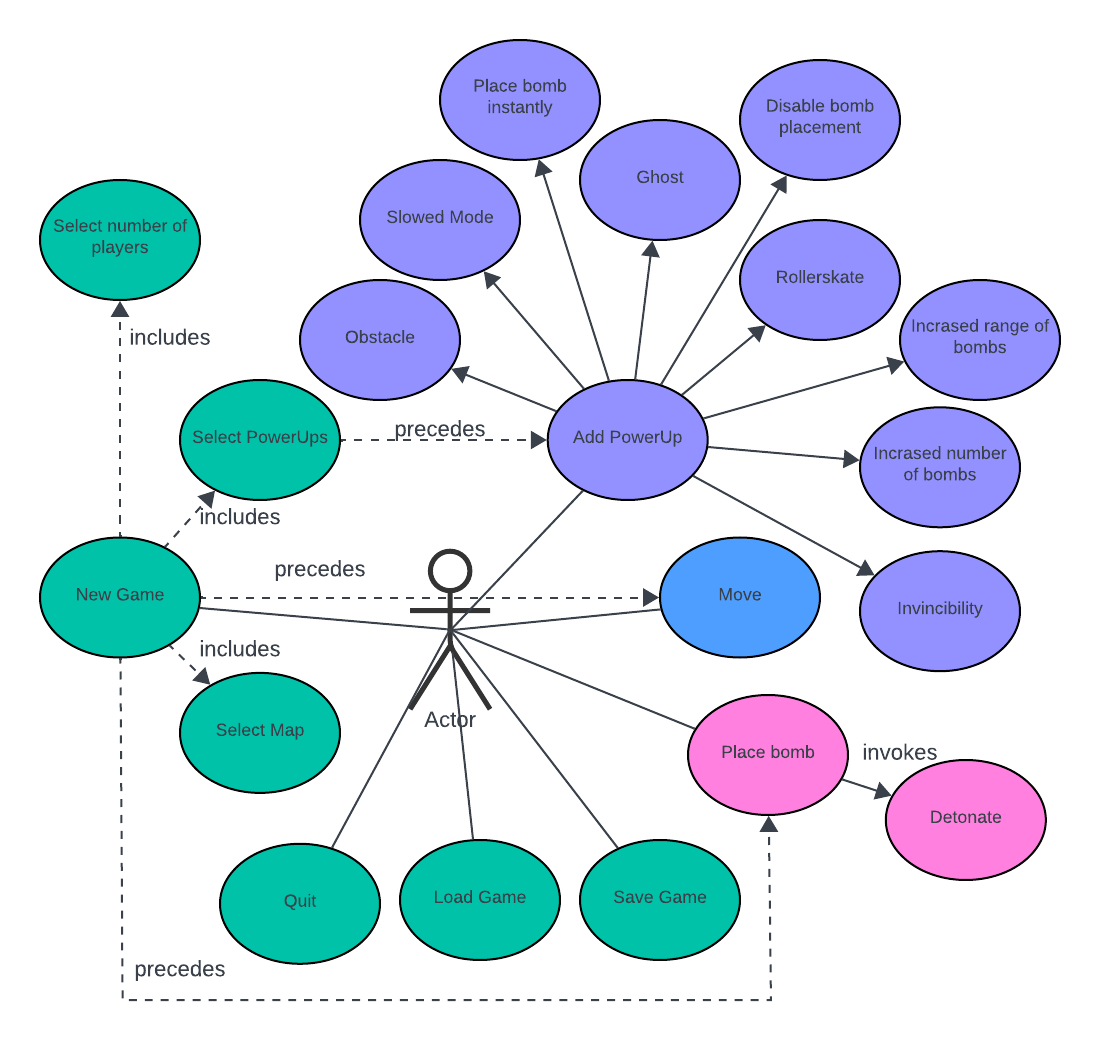 Place bomb
instantly
Disable bomb
placement
Ghost
Slowed Mode
Select number of
players
Rollerskate
Obstacle
includes
Incrased range of
bombs
precedes
Select PowerUps
Add PowerUp
Incrased number
of bombs
includes
precedes
New Game
Move
Invincibility
includes
Actor
Select Map
Place bomb
invokes
Detonate
Quit
Load Game
Save Game
precedes